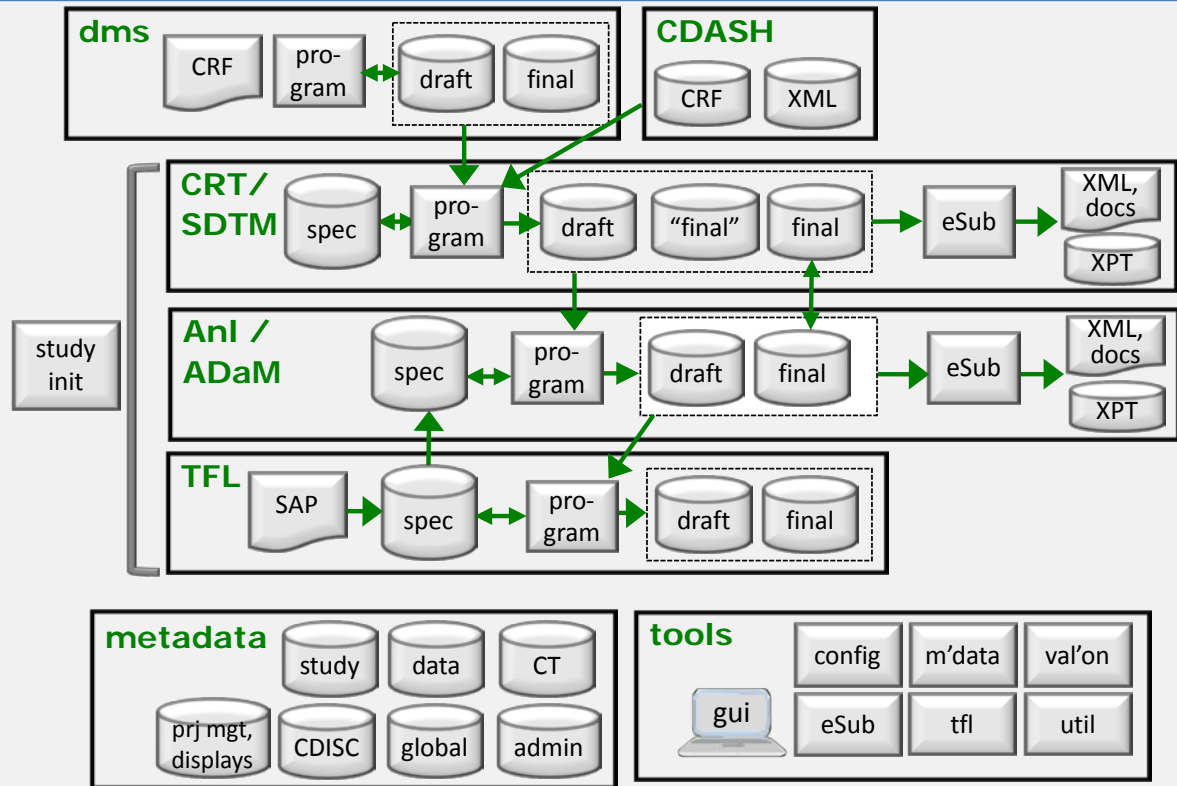 dms
CRF
pro-
gram
draft
final
CDASH
CRF
XML
CRT/
SDTM
spec
pro-
gram
draft
“final”
final
eSub
XML,
docs
XPT
study
init
Anl /
ADaM
spec
pro-
gram
draft
final
eSub
XML,
docs
XPT
TFL
SAP
spec
pro-
gram
draft
final
metadata
study
data
CT
prj mgt,
displays
CDISC
global
admin
tools
gui
config
m’data
val’on
eSub
tfl
util